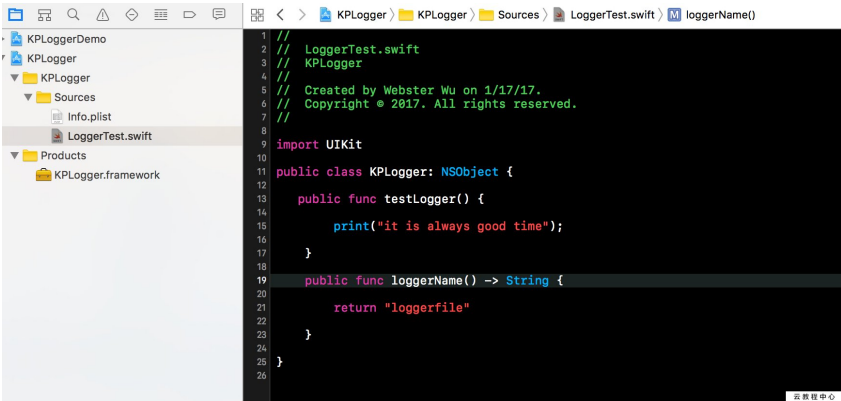 KPLogger 〉 KPLogger 〉 Sources 〉 LoggerTest.swift 〉 M loggerName()
KPLoggerDemo
KPLogger
KPLogger
Sources
Info.plist
LoggerTest.swift
Products
KPLogger.framework
1 //
2 //  LoggerTest.swift
3 //  KPLogger
4 //
5 //  Created by Webster Wu on 1/17/17.
6 //  Copyright © 2017. All rights reserved.
7 //
8
9 import UIKit
10
11 public class KPLogger: NSObject {
12
13    public func testLogger() {
14
15         print("it is always good time");
16
17     }
18
19     public func loggerName() -> String {
20
21         return "loggerfile"
22
23     }
24
25 }
26
云教程中心